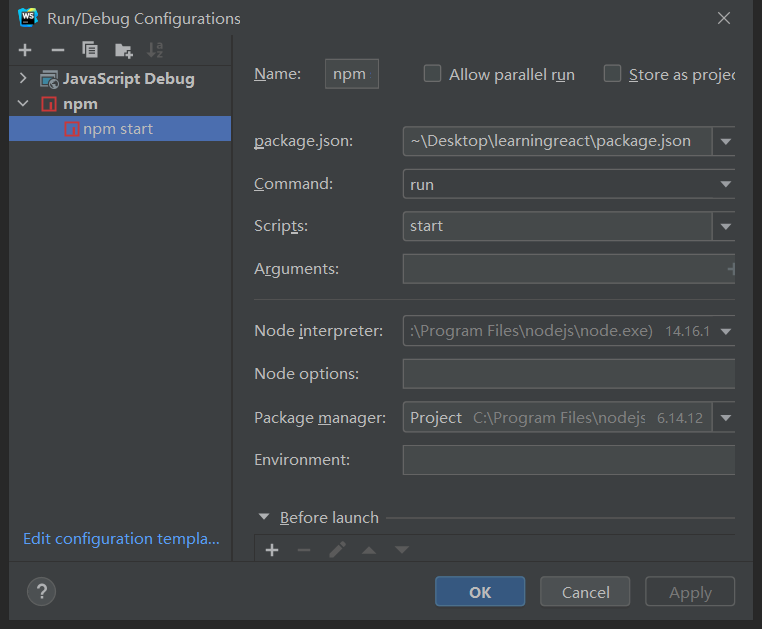 WS Run/Debug Configurations
JavaScript Debug
npm
npm start
Edit configuration templa...
Name: npm Allow parallel run Store as projec
package.json: ~\Desktop\learningreact\package.json
Command: run
Scripts: start
Arguments:
Node interpreter: :\Program Files\nodejs\node.exe) 14.16.1
Node options:
Package manager: Project C:\Program Files\nodejs 6.14.12
Environment:
Before launch
? OK Cancel Apply